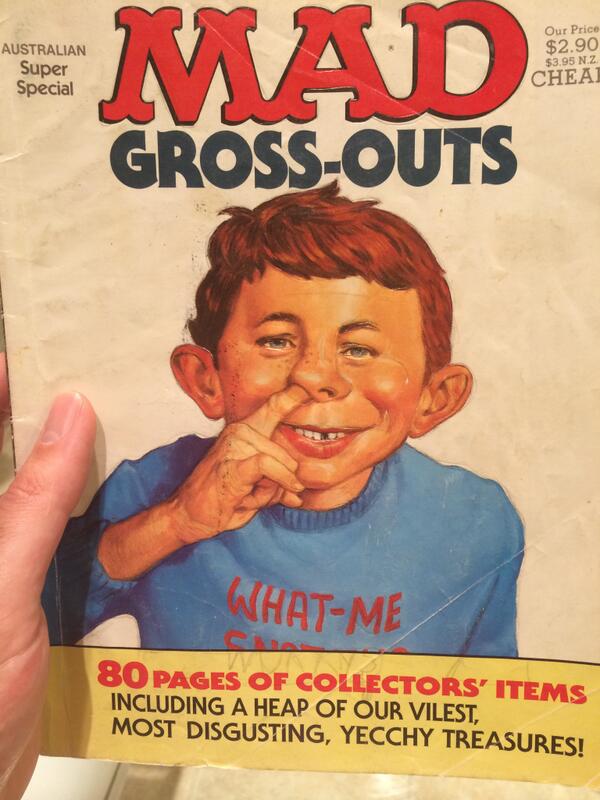 AUSTRALIAN
Super
Special
MAD
®
Our Price
$2.90
$3.95 N.Z.
CHEAP
GROSS-OUTS
WHAT-ME
80 PAGES OF COLLECTORS' ITEMS
INCLUDING A HEAP OF OUR VILEST,
MOST DISGUSTING, YECCHY TREASURES!